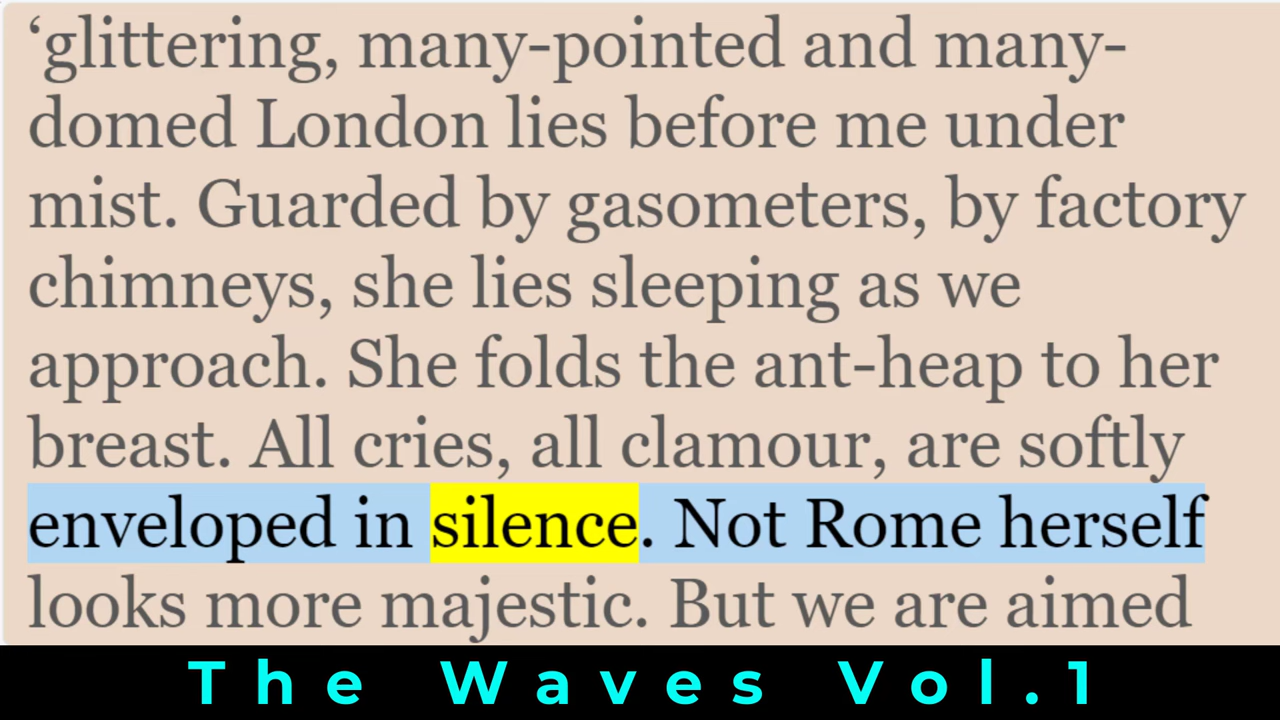 ‘glittering, many-pointed and many-
domed London lies before me under
mist. Guarded by gasometers, by factory
chimneys, she lies sleeping as we
approach. She folds the ant-heap to her
breast. All cries, all clamour, are softly
enveloped in silence. Not Rome herself
looks more majestic. But we are aimed
The Waves Vol.1